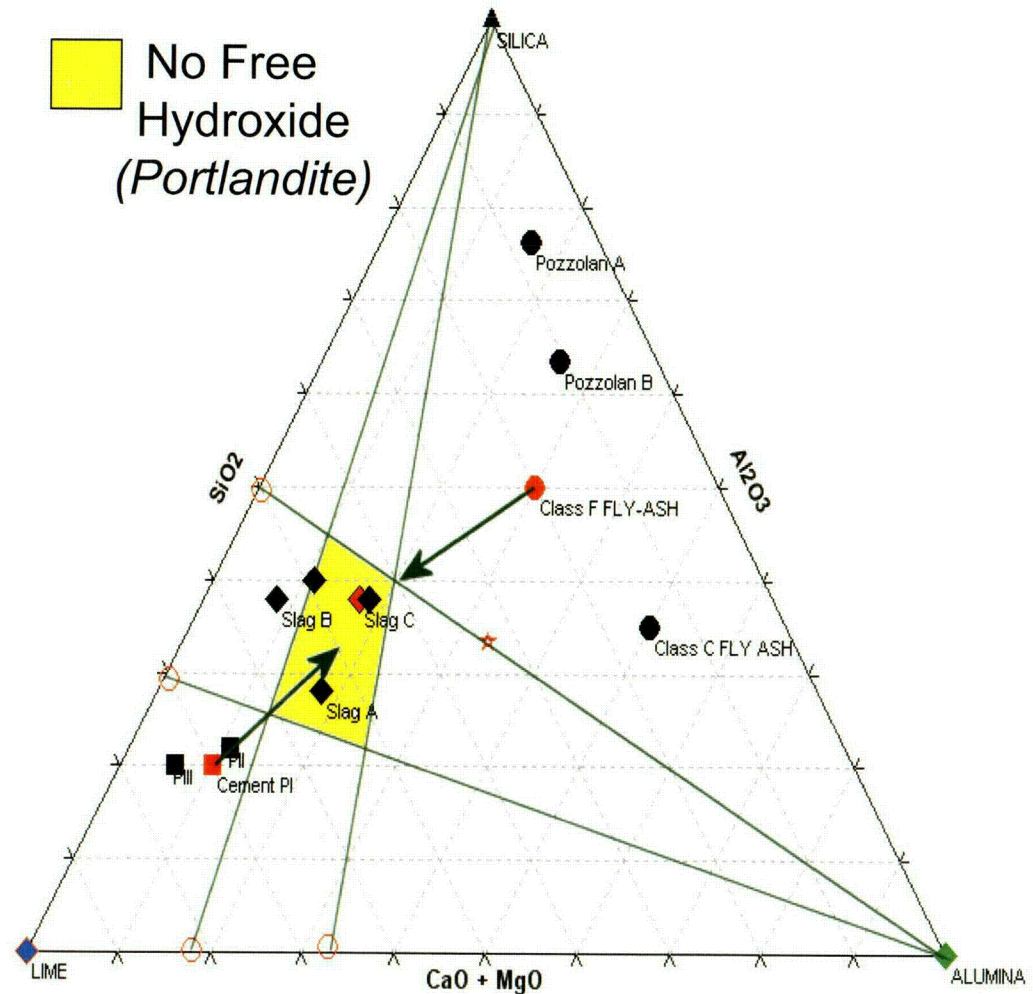 No Free
Hydroxide
(Portlandite)
SILICA
Pozzolan A
Pozzolan B
SiO2
Al2O3
Class F FLY-ASH
Slag B
Slag C
Class C FLY ASH
Slag A
PII
PIII
Cement PI
LIME
CaO + MgO
ALUMINA